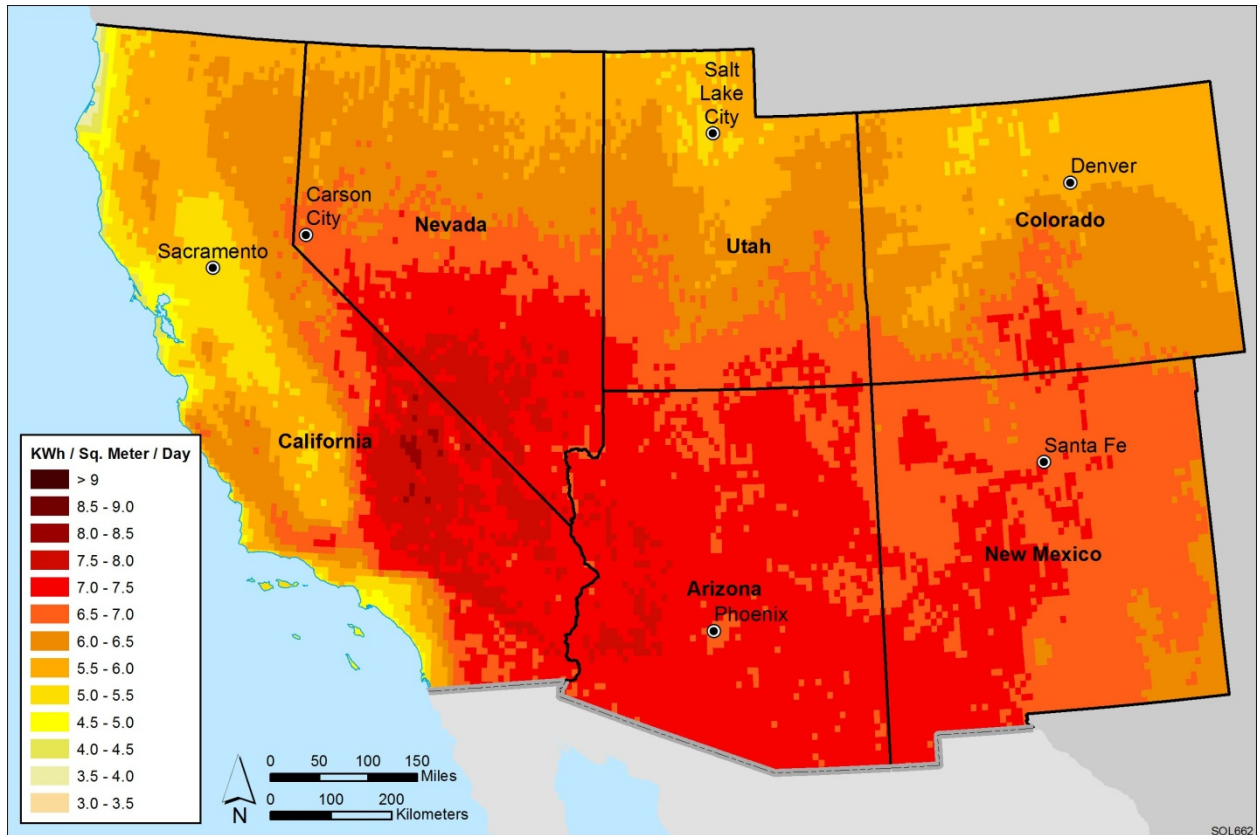 Salt
Lake
City
Denver
Carson
City
Nevada
Colorado
Utah
Sacramento
California
Santa Fe
New Mexico
Arizona
Phoenix
KWh / Sq. Meter / Day
> 9
8.5 - 9.0
8.0 - 8.5
7.5 - 8.0
7.0 - 7.5
6.5 - 7.0
6.0 - 6.5
5.5 - 6.0
5.0 - 5.5
4.5 - 5.0
4.0 - 4.5
3.5 - 4.0
3.0 - 3.5
N
0 50 100 150
Miles
0 100 200
Kilometers
SOL662